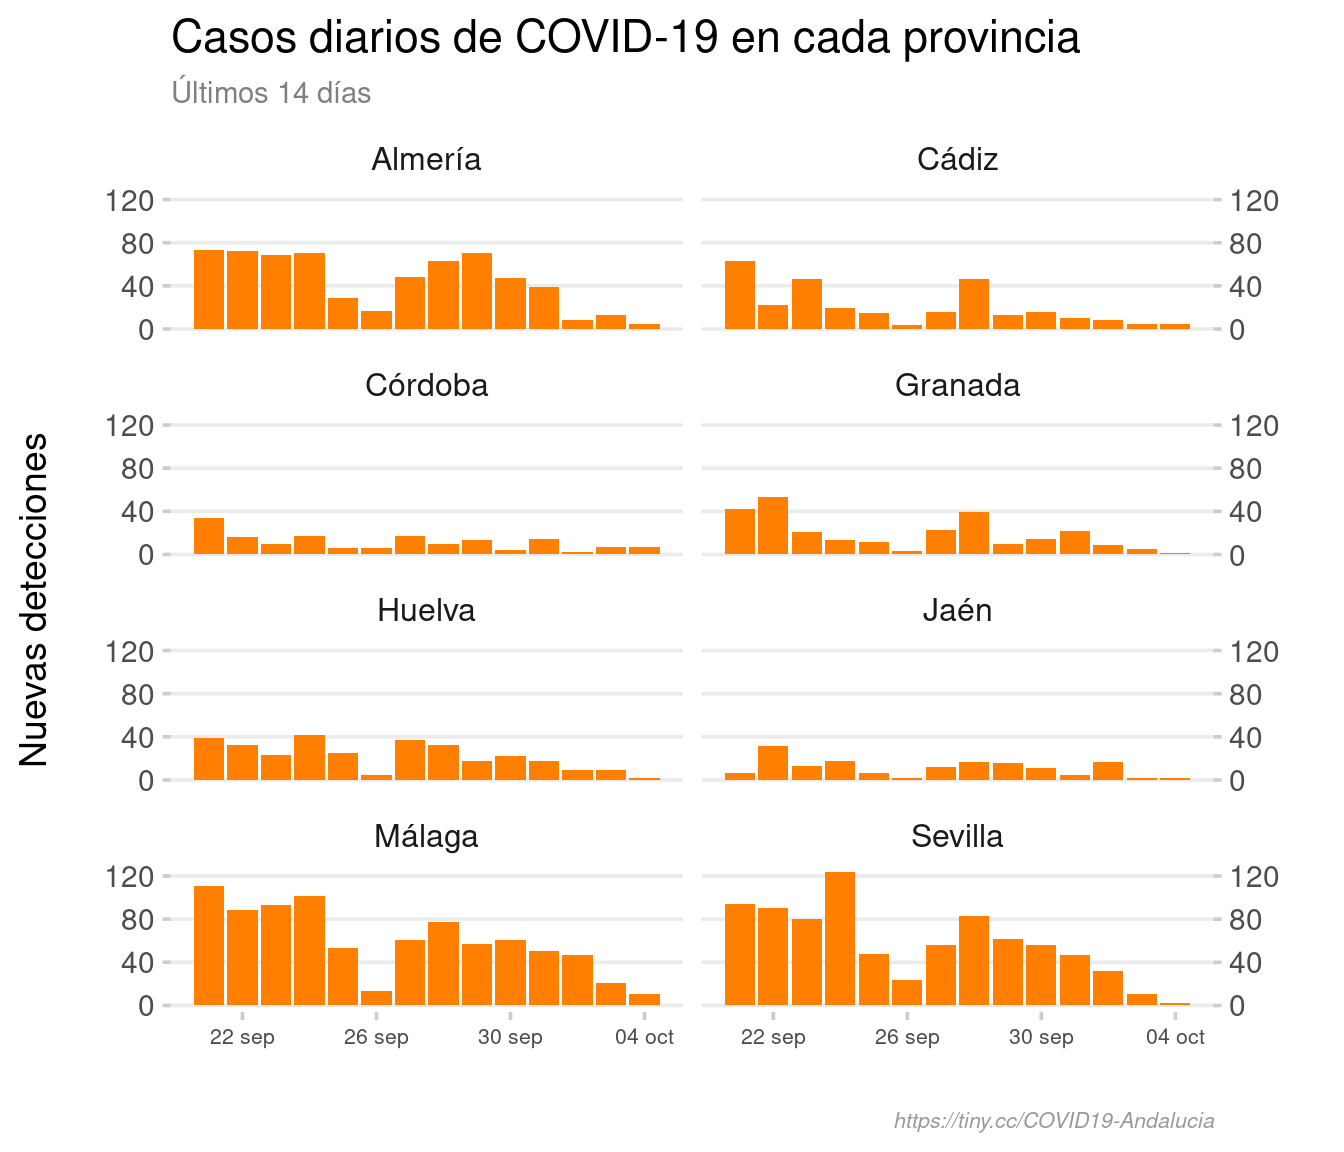 Casos diarios de COVID-19 en cada provincia
Últimos 14 días
Nuevas detecciones
Almería
Cádiz
120
80
40
0
120
80
40
0
Córdoba
Granada
120
80
40
0
120
80
40
0
Huelva
Jaén
120
80
40
0
120
80
40
0
Málaga
Sevilla
120
80
40
0
120
80
40
0
22 sep 26 sep 30 sep 04 oct
22 sep 26 sep 30 sep 04 oct
https://tiny.cc/COVID19-Andalucia